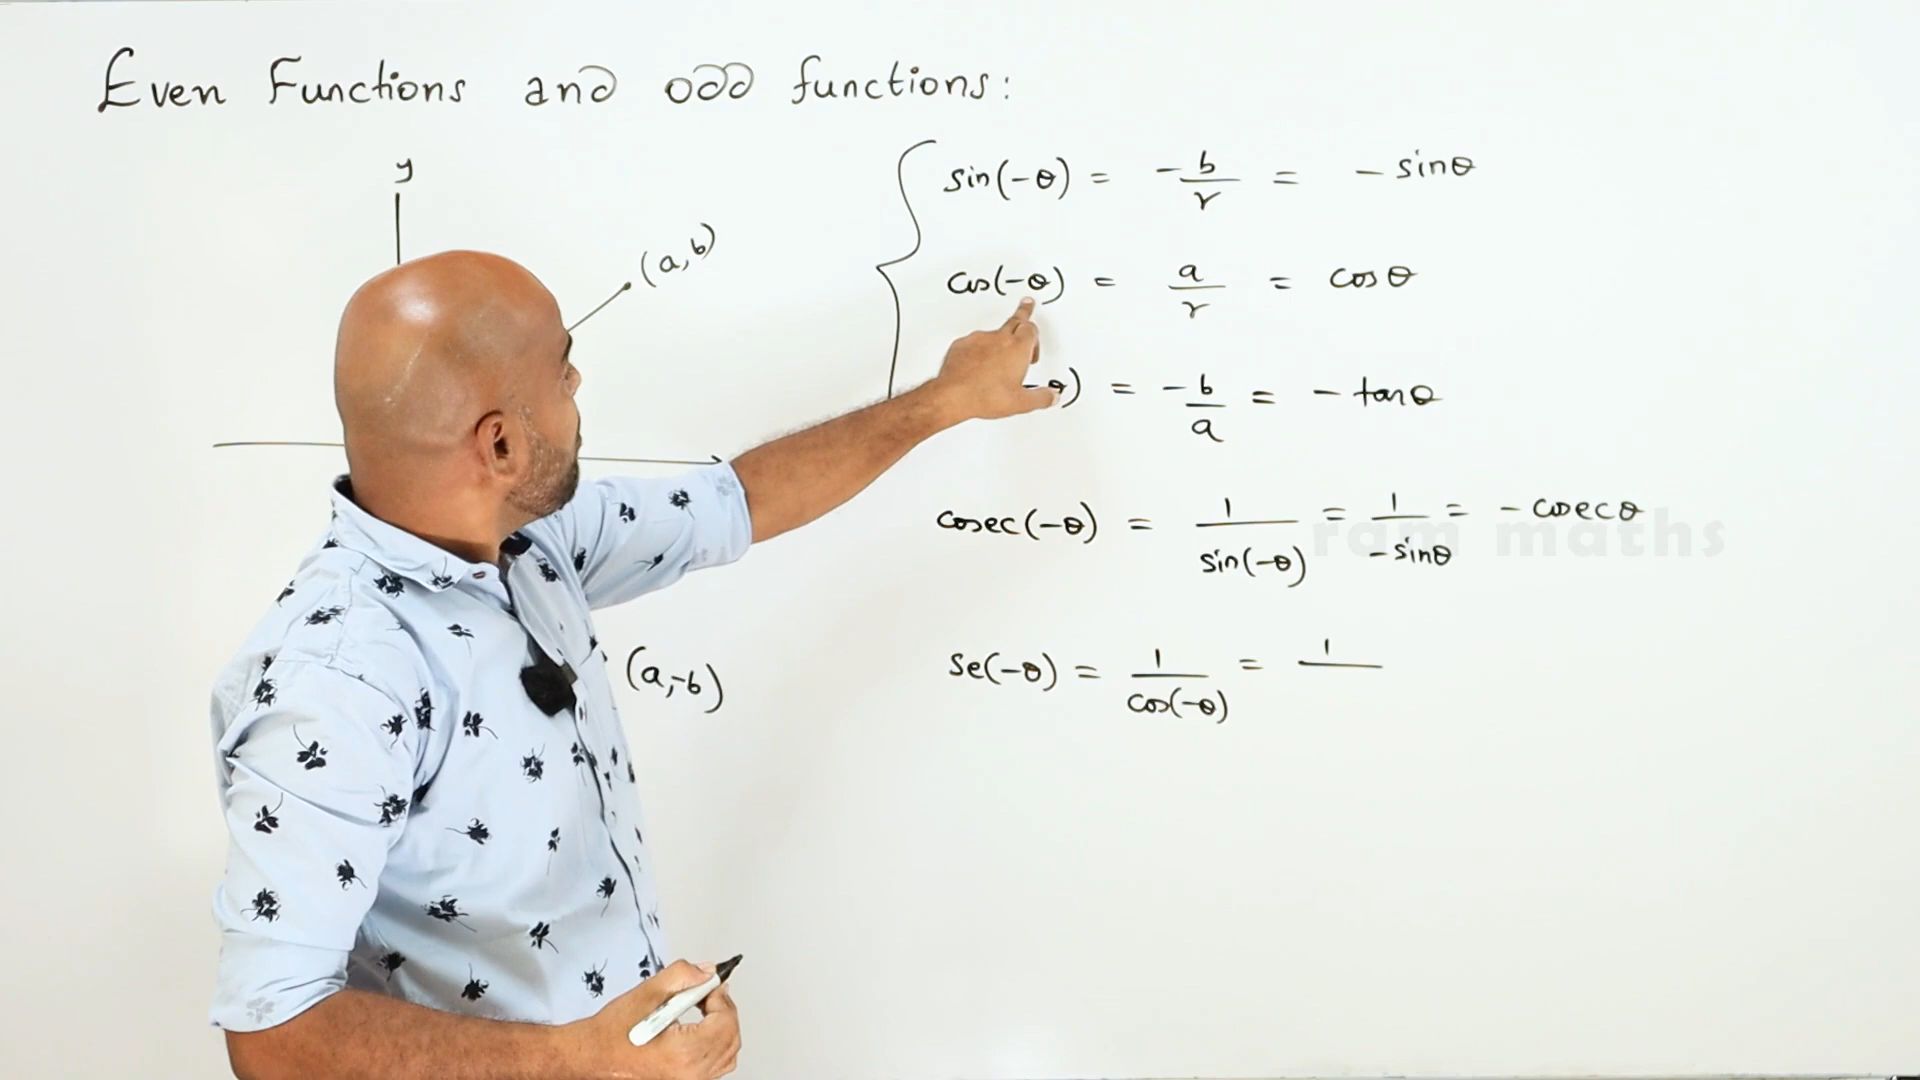 Even Functions and odd functions:
y
(a,b)
(a,-b)
sin(-θ) = -b/r = - sinθ
cos(-θ) = a/r = cosθ
-θ) = -b/a = - tanθ
cosec(-θ) = 1/sin(-θ) = 1/-sinθ = - cosecθ
se(-θ) = 1/cos(-θ) = 1/
ram maths